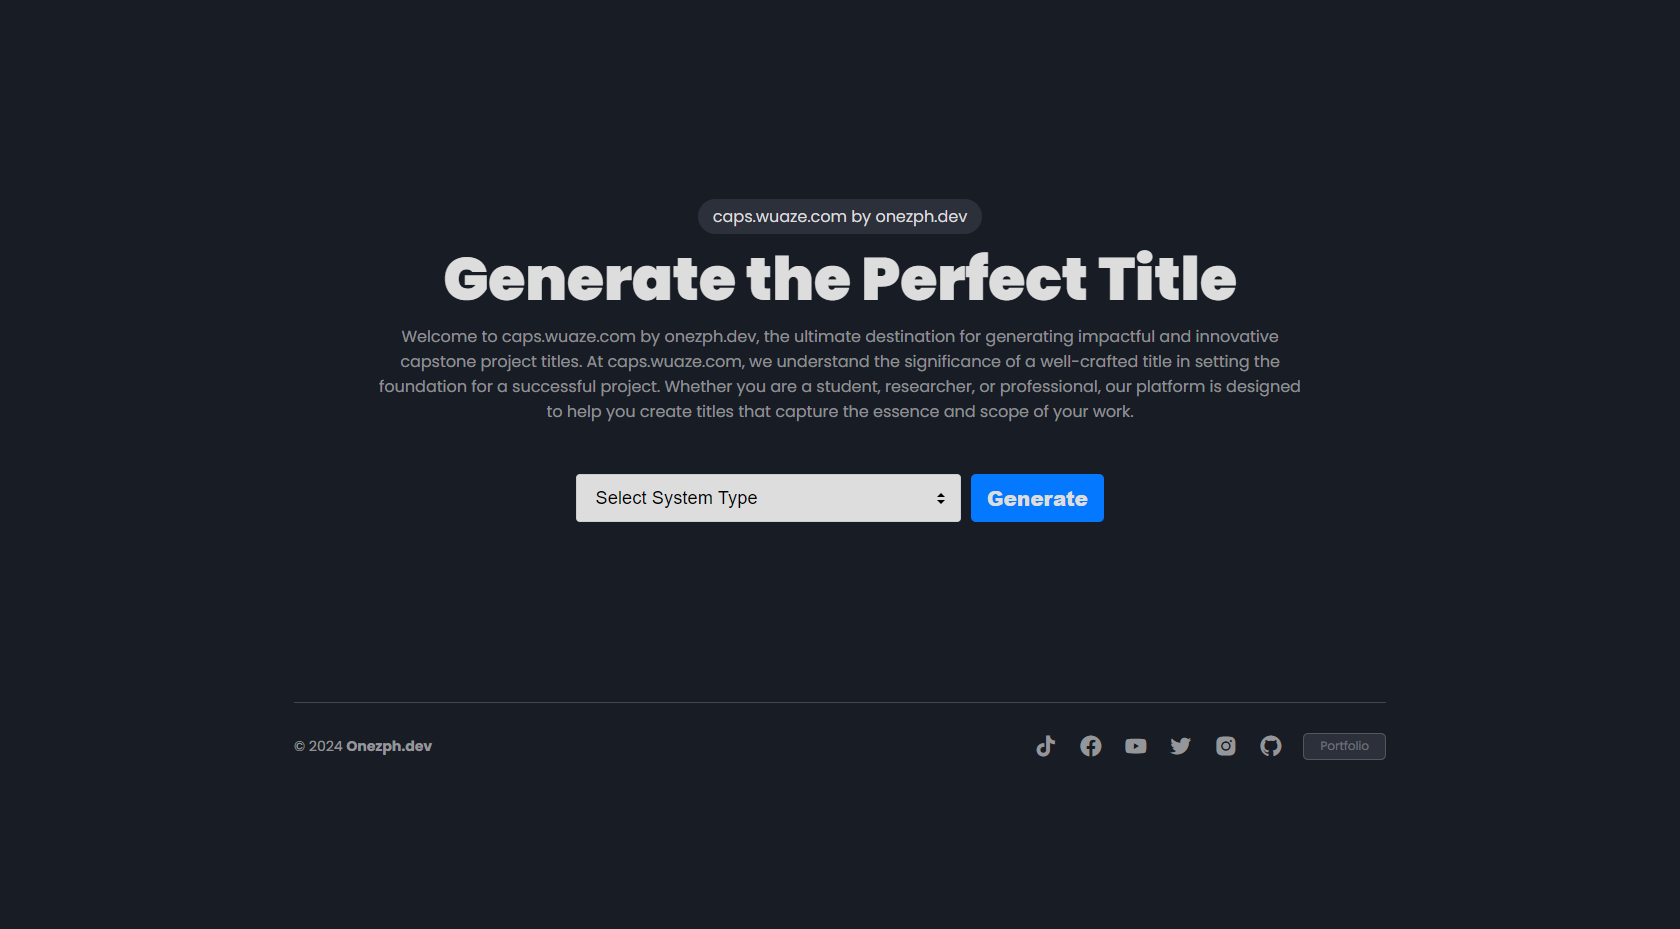 caps.wuaze.com by onezph.dev
Generate the Perfect Title
Welcome to caps.wuaze.com by onezph.dev, the ultimate destination for generating impactful and innovative
capstone project titles. At caps.wuaze.com, we understand the significance of a well-crafted title in setting the
foundation for a successful project. Whether you are a student, researcher, or professional, our platform is designed
to help you create titles that capture the essence and scope of your work.
Select System Type
Generate
© 2024 Onezph.dev
Portfolio